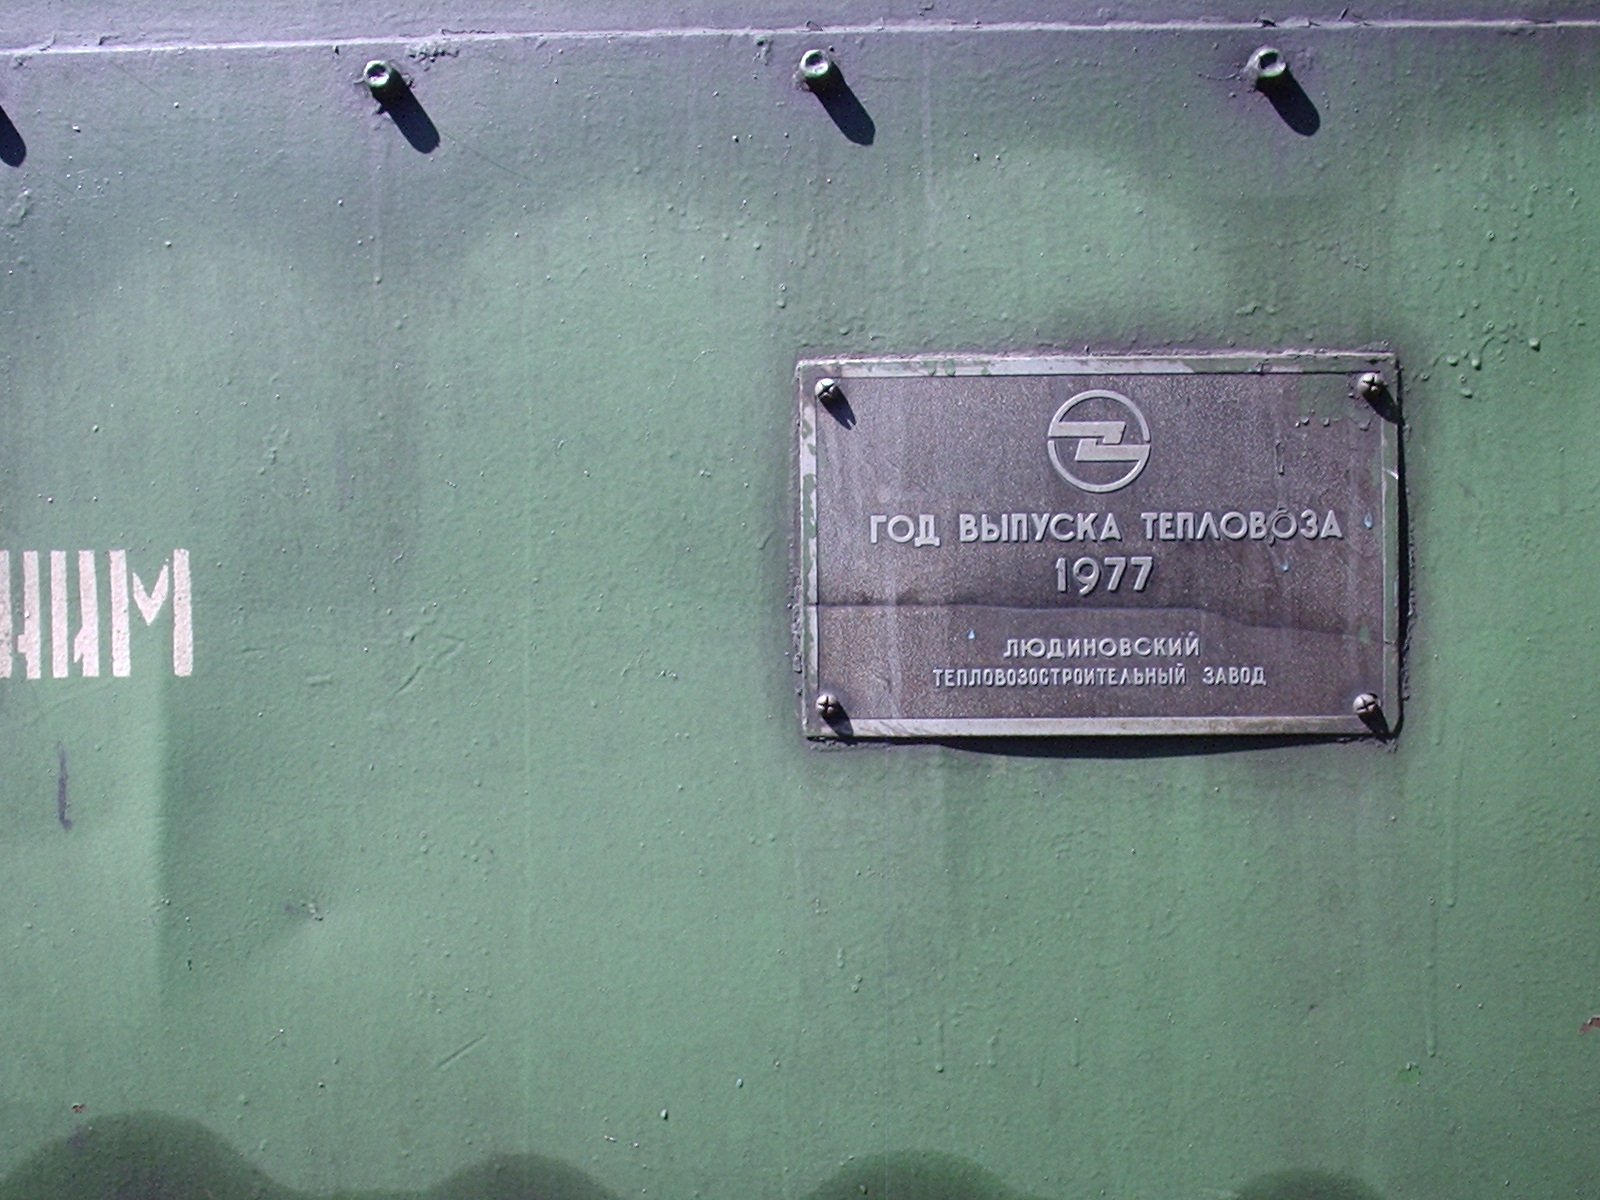 ГОД ВЫПУСКА ТЕПЛОВОЗА
1977
ЛЮДИНОВСКИЙ
ТЕПЛОВОЗОСТРОИТЕЛЬНЫЙ ЗАВОД